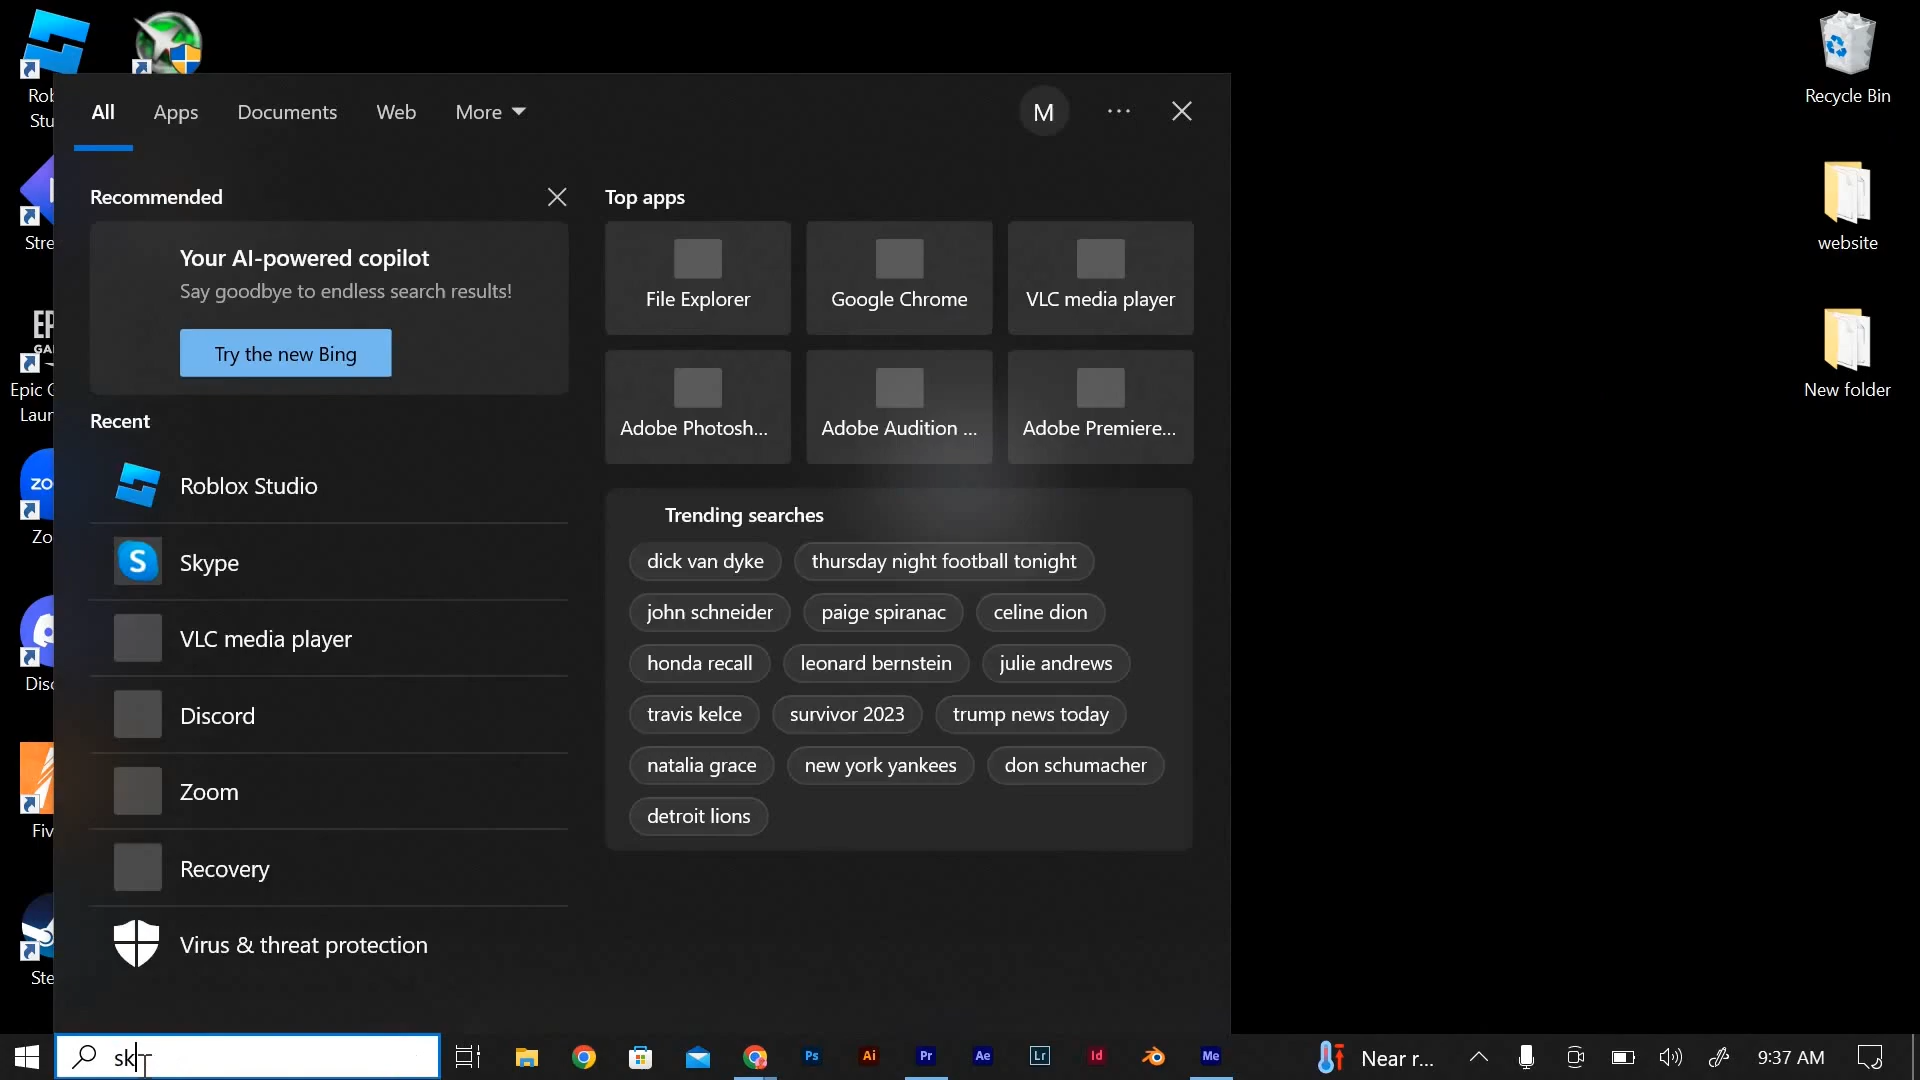 Rob
Stu
Stre
EP
GA
Epic G
Laun
ZO
Zo
Disc
Fiv
Ste
All
Apps
Documents
Web
More
M
Recommended
Your AI-powered copilot
Say goodbye to endless search results!
Try the new Bing
Recent
Roblox Studio
S
Skype
VLC media player
Discord
Zoom
Recovery
Virus & threat protection
Top apps
File Explorer
Google Chrome
VLC media player
Adobe Photosh...
Adobe Audition ...
Adobe Premiere...
Trending searches
dick van dyke
thursday night football tonight
john schneider
paige spiranac
celine dion
honda recall
leonard bernstein
julie andrews
travis kelce
survivor 2023
trump news today
natalia grace
new york yankees
don schumacher
detroit lions
Recycle Bin
website
New folder
sk
Ps
Ai
Pr
Ae
Lr
Id
Me
Near r...
9:37 AM